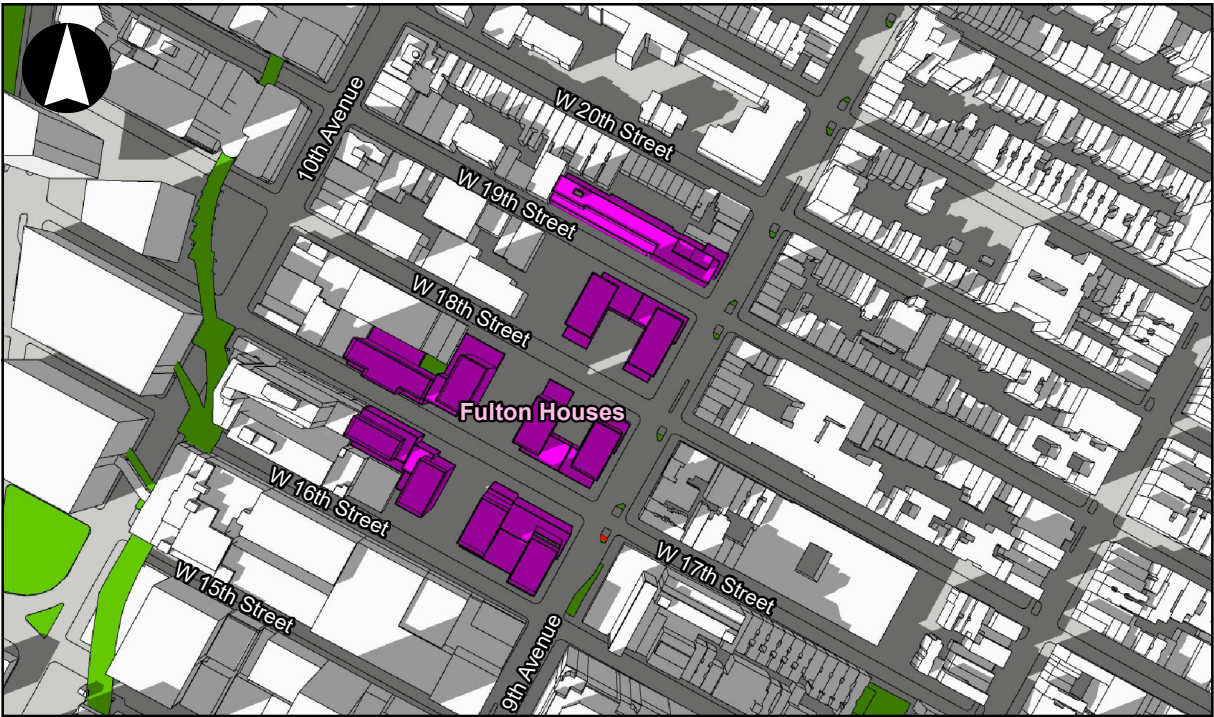 10th Avenue
W 20th Street
W 19th Street
W 18th Street
Fulton Houses
W 16th Street
W 17th Street
W 15th Street
9th Avenue